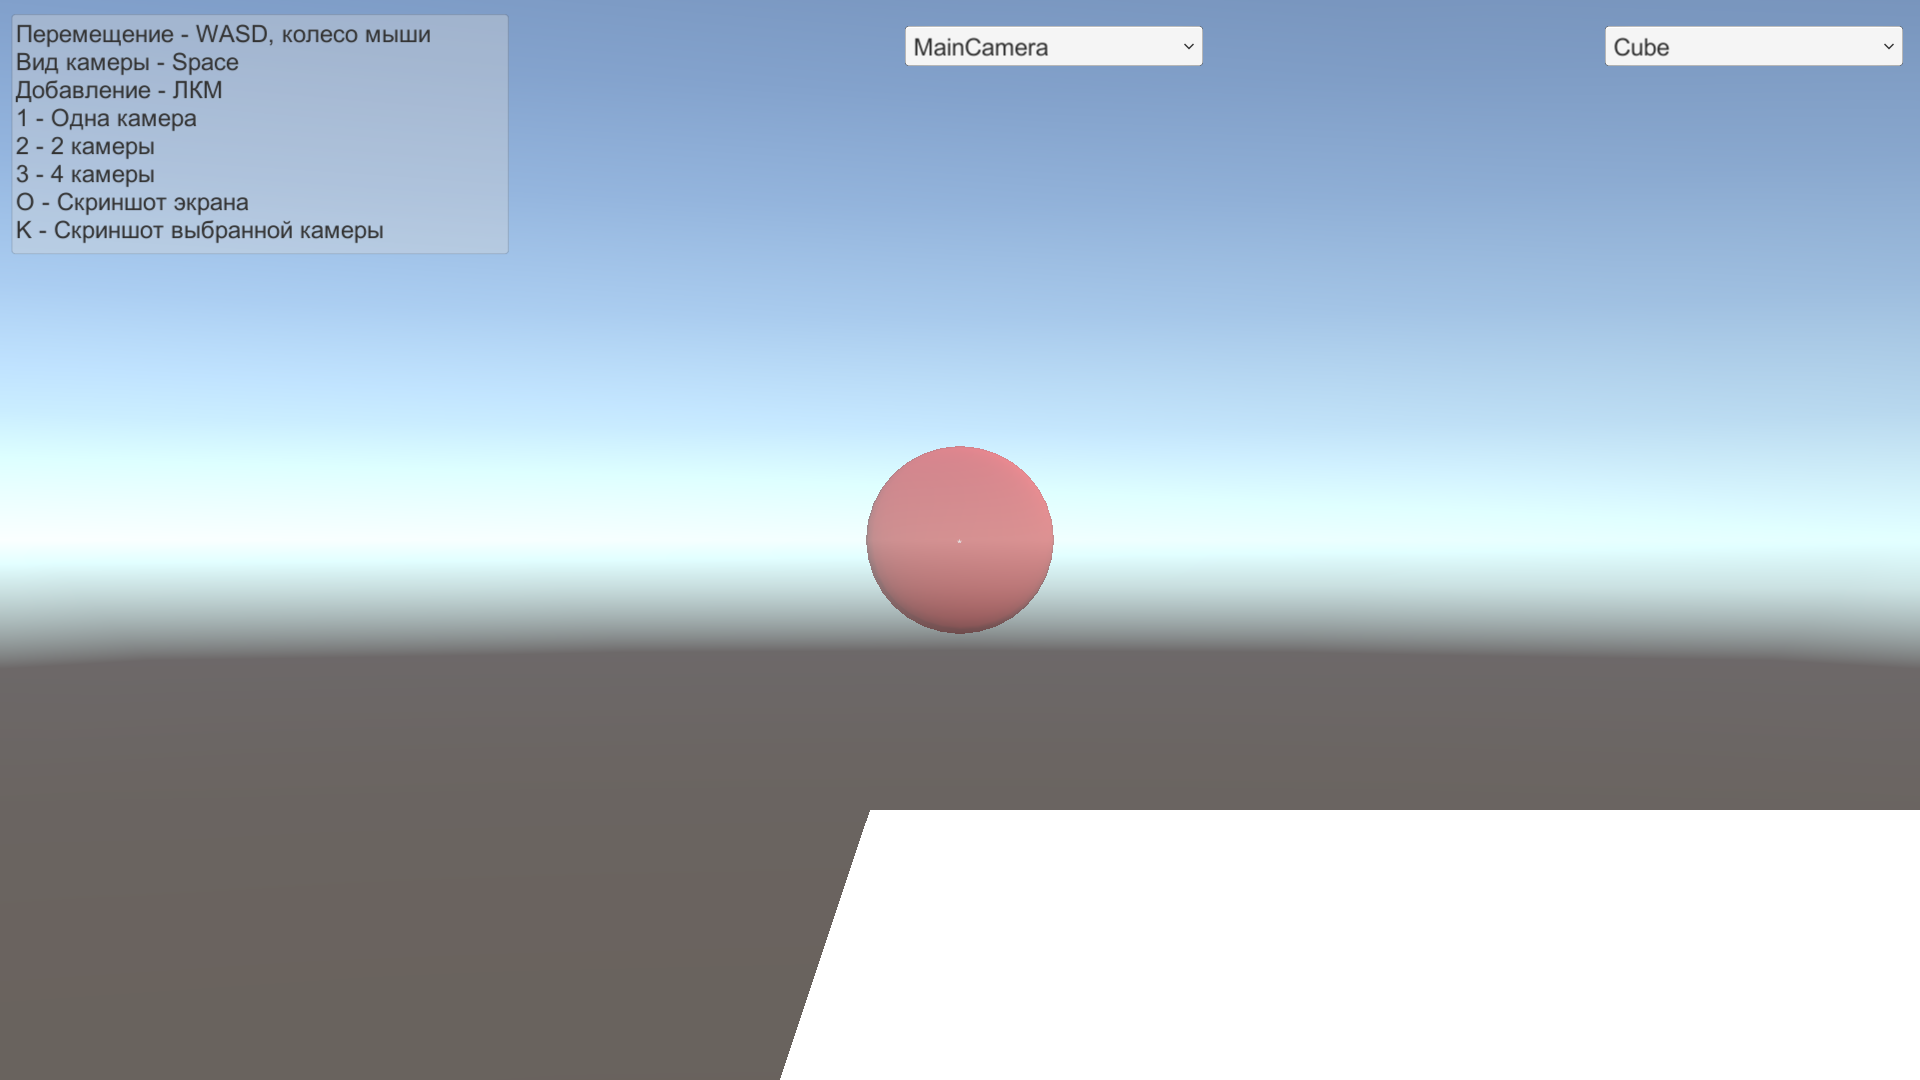 Перемещение - WASD, колесо мыши
Вид камеры - Space
Добавление - ЛКМ
1 - Одна камера
2 - 2 камеры
3 - 4 камеры
O - Скриншот экрана
K - Скриншот выбранной камеры
MainCamera
Cube